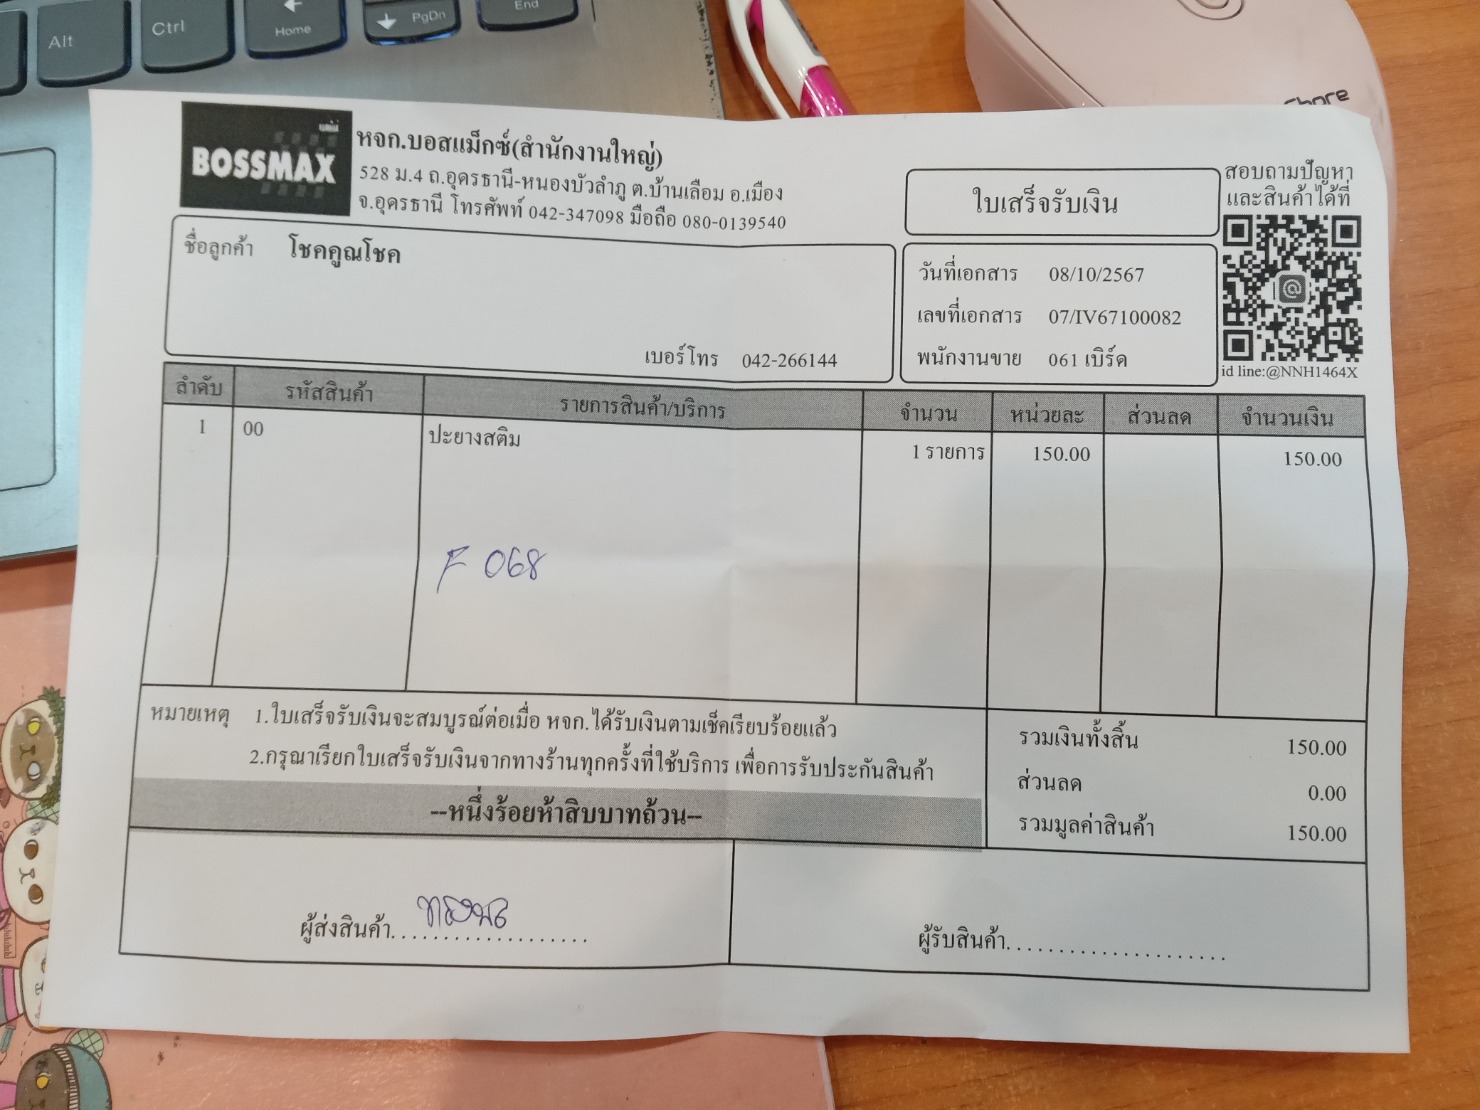 Alt
Ctrl
Home
PgDn
End
BOSSMAX
หจก.บอสแม็กซ์(สำนักงานใหญ่)
528 ม.4 ถ.อุดรธานี-หนองบัวลำภู ต.บ้านเลื่อม อ.เมือง
จ.อุดรธานี โทรศัพท์ 042-347098 มือถือ 080-0139540
ใบเสร็จรับเงิน
สอบถามปัญหา
และสินค้าได้ที่
id line:@NNH1464X
ชื่อลูกค้า โชคคูณโชค
เบอร์โทร 042-266144
วันที่เอกสาร 08/10/2567
เลขที่เอกสาร 07/IV67100082
พนักงานขาย 061 เบิร์ด
ลำดับ รหัสสินค้า รายการสินค้า/บริการ จำนวน หน่วยละ ส่วนลด จำนวนเงิน
1 00 ปะยางสติม 1 รายการ 150.00 150.00
F 068
หมายเหตุ 1.ใบเสร็จรับเงินจะสมบูรณ์ต่อเมื่อ หจก.ได้รับเงินตามเช็คเรียบร้อยแล้ว
2.กรุณาเรียกใบเสร็จรับเงินจากทางร้านทุกครั้งที่ใช้บริการ เพื่อการรับประกันสินค้า
--หนึ่งร้อยห้าสิบบาทถ้วน--
รวมเงินทั้งสิ้น 150.00
ส่วนลด 0.00
รวมมูลค่าสินค้า 150.00
ผู้ส่งสินค้า....................
ผู้รับสินค้า......................